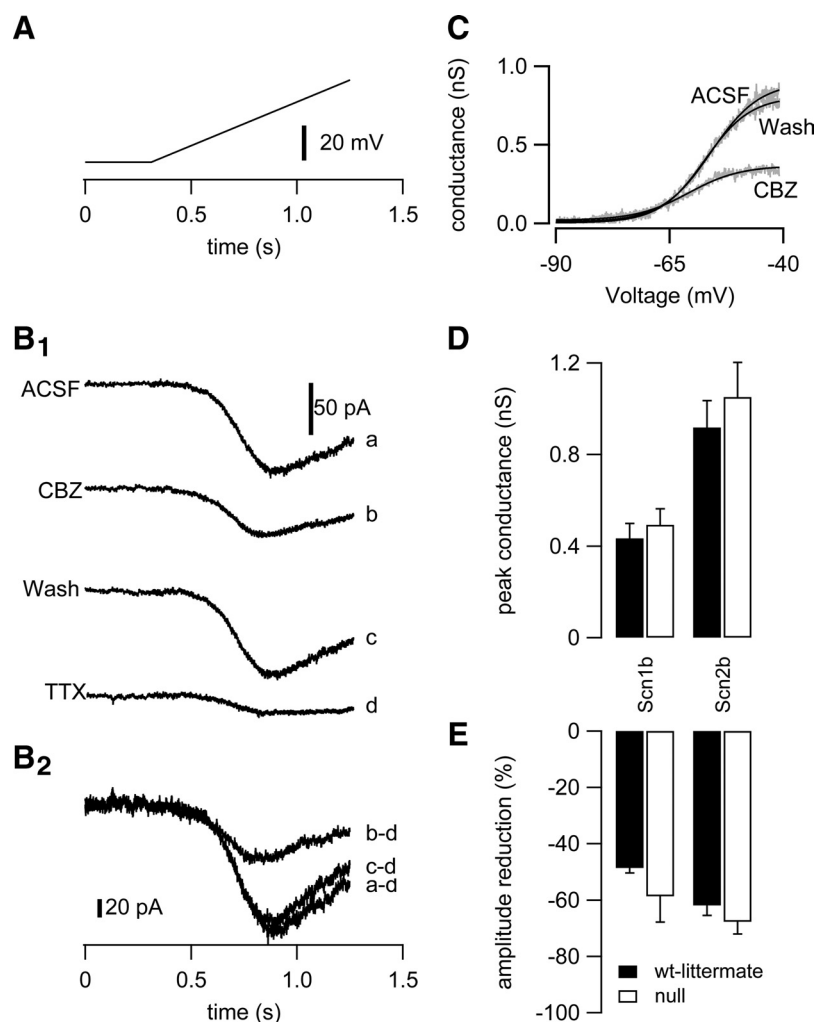 A
20 mV
0 0.5 1.0 1.5
time (s)
B1
ACSF
50 pA
a
CBZ
b
Wash
c
TTX
d
B2
b-d
c-d
a-d
20 pA
0 0.5 1.0 1.5
time (s)
C
conductance (nS)
1.0
0.5
0.0
ACSF
Wash
CBZ
-90 -65 -40
Voltage (mV)
D
peak conductance (nS)
1.2
0.8
0.4
0
Scn1b
Scn2b
E
amplitude reduction (%)
0
-20
-40
-60
-80
-100
wt-littermate
null